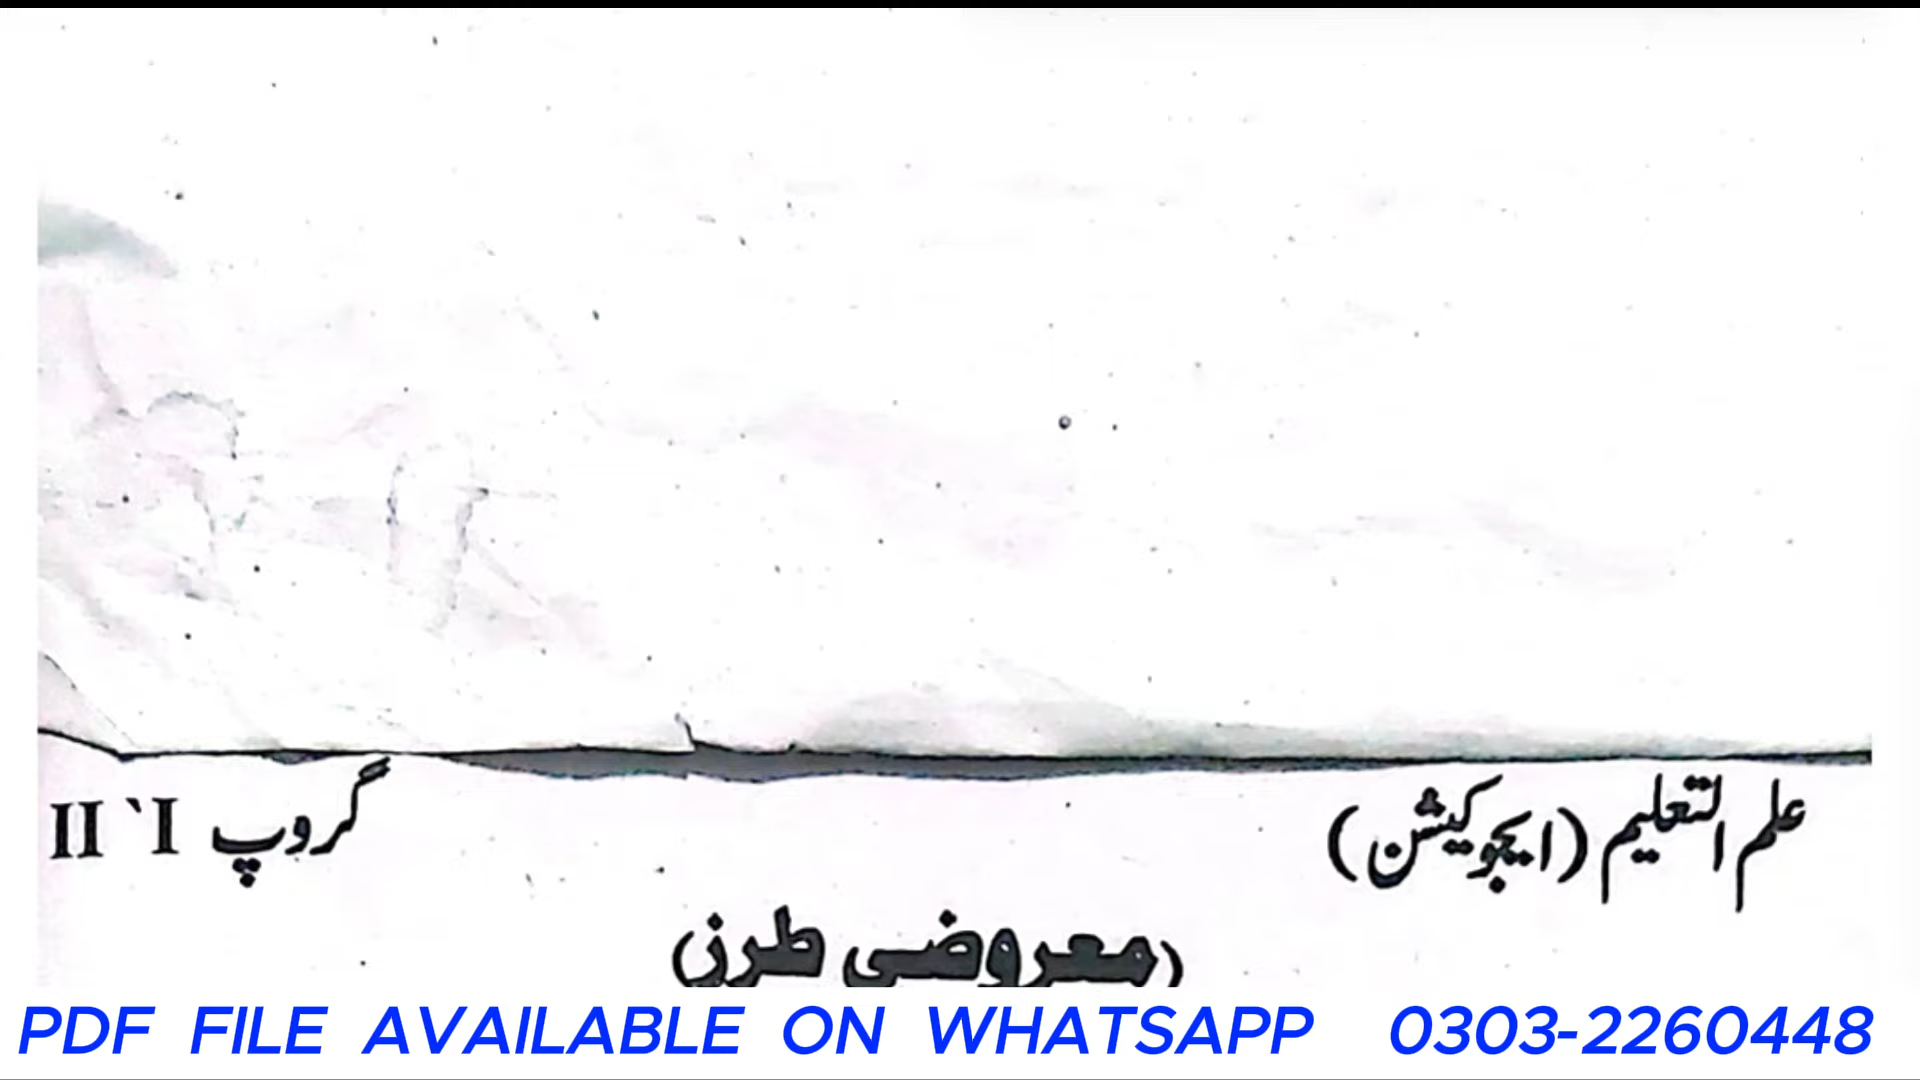 علم التعلیم (ایجوکیشن) گروپ I`II
(معروضی طرز)
PDF FILE AVAILABLE ON WHATSAPP 0303-2260448